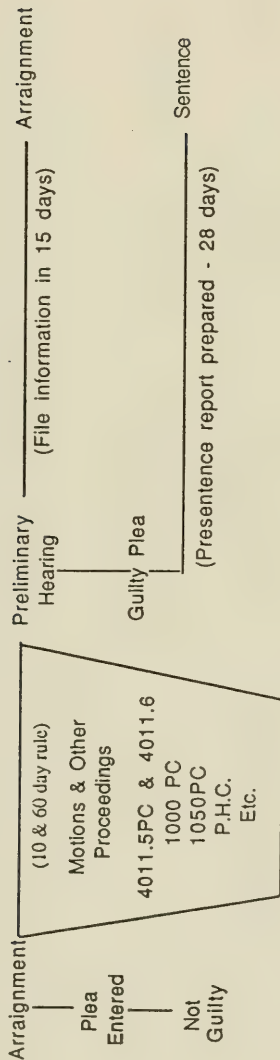 Arraignment
Plea
Entered
Not
Guilty
(10 & 60 day rule)
Motions & Other
Proceedings
4011.5PC & 4011.6
1000 PC
1050PC
P.H.C.
Etc.
Preliminary
Hearing
Guilty Plea
(File information in 15 days)
Arraignment
(Presentence report prepared - 28 days)
Sentence